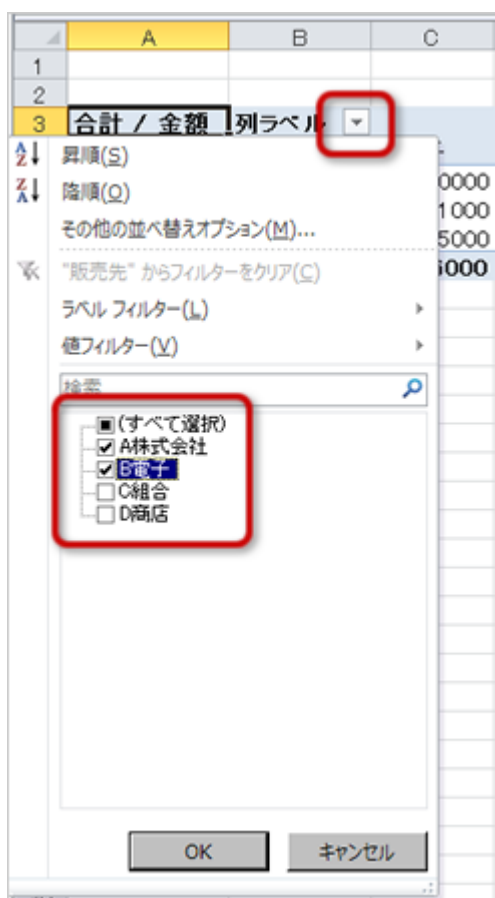 A B C
1
2
3 合計 / 金額 列ラベル
昇順(S)
0000
降順(O)
1000
その他の並べ替えオプション(M)...
5000
"販売先" からフィルターをクリア(C)
6000
ラベル フィルター(L)
値フィルター(V)
検索
(すべて選択)
A株式会社
B電子
C組合
D商店
OK キャンセル